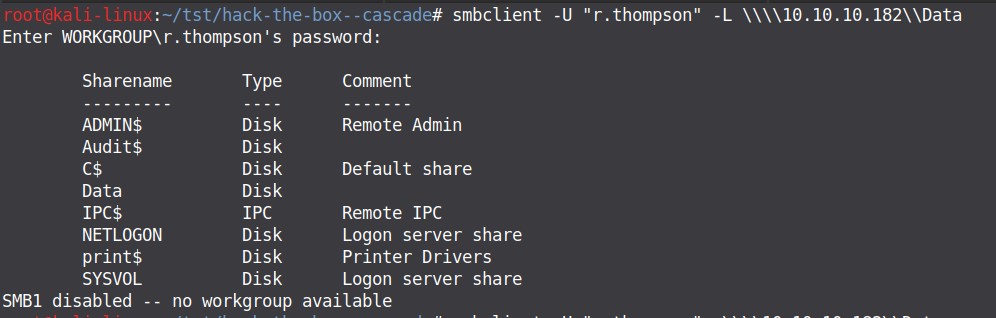 root@kali-linux:~/tst/hack-the-box--cascade# smbclient -U "r.thompson" -L \\\\10.10.10.182\\Data
Enter WORKGROUP\r.thompson's password:
Sharename Type Comment
--------- ---- -------
ADMIN$ Disk Remote Admin
Audit$ Disk
C$ Disk Default share
Data Disk
IPC$ IPC Remote IPC
NETLOGON Disk Logon server share
print$ Disk Printer Drivers
SYSVOL Disk Logon server share
SMB1 disabled -- no workgroup available